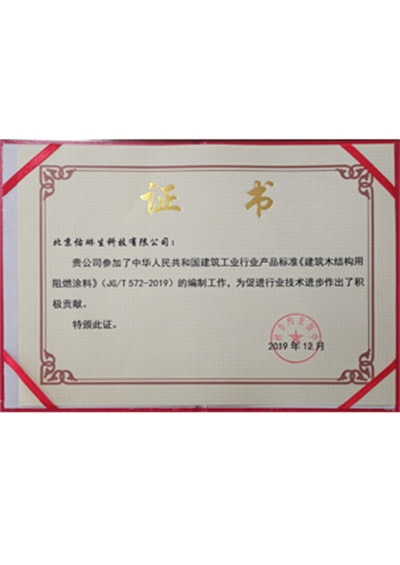 证 书
北京佑琳生科技有限公司：
贵公司参加了中华人民共和国建筑工业行业产品标准《建筑木结构用
阻燃涂料》（JG/T 572-2019）的编制工作，为促进行业技术进步作出了积
极贡献。
特颁此证。
2019 年 12 月